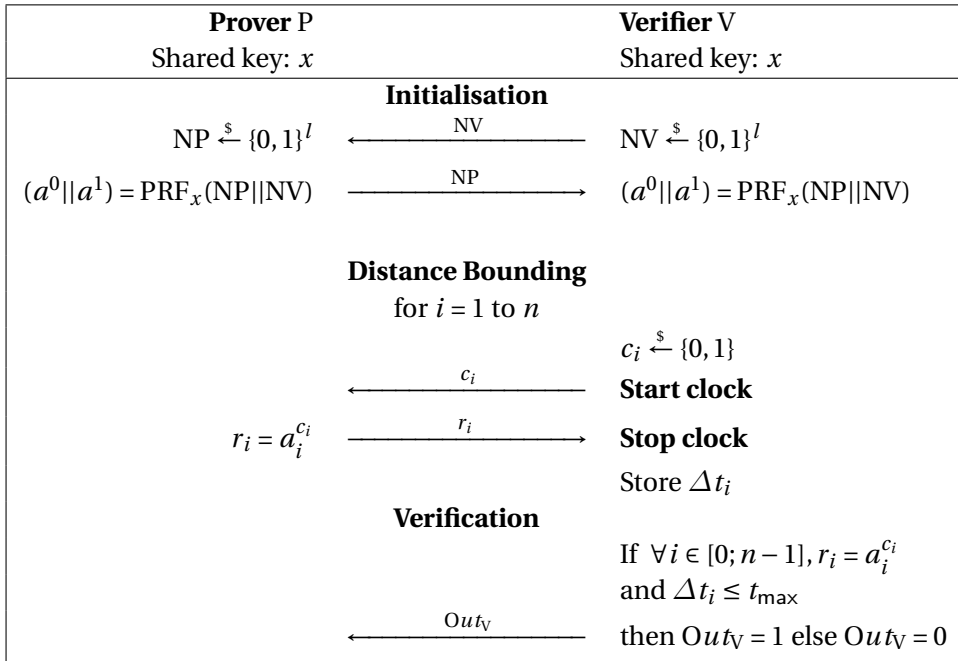 Prover P Verifier V
Shared key: x Shared key: x
Initialisation
NP ←$ {0, 1}^l NV NV ←$ {0, 1}^l
(a^0||a^1) = PRF_x(NP||NV) NP (a^0||a^1) = PRF_x(NP||NV)
Distance Bounding
for i = 1 to n
c_i ←$ {0, 1}
c_i Start clock
r_i = a_i^{c_i} r_i Stop clock
Store Δt_i
Verification
If ∀i ∈ [0; n − 1], r_i = a_i^{c_i}
and Δt_i ≤ t_max
Out_V then Out_V = 1 else Out_V = 0